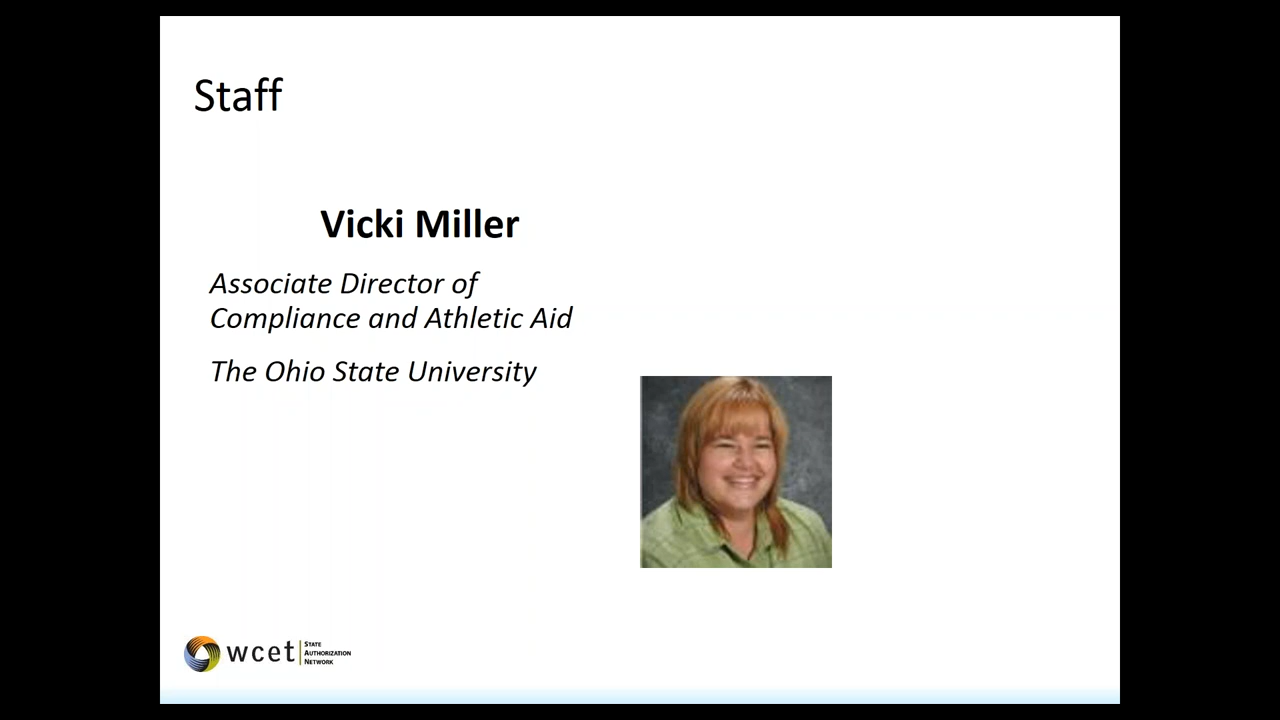 Staff
Vicki Miller
Associate Director of
Compliance and Athletic Aid
The Ohio State University
wcet
STATE
AUTHORIZATION
NETWORK